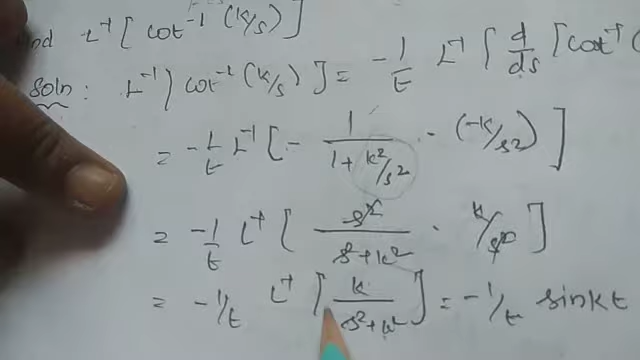 L⁻¹ [ cot⁻¹ (k/s) ]
Soln : L⁻¹ ) cot⁻¹ (k/s) ] = -1/t L⁻¹ [ d/ds [ cot⁻¹ (
= -1/t L⁻¹ [ - 1/(1 + k²/s²) · (-k/s²) ]
= -1/t L⁻¹ [ s²/(s²+k²) · k/s² ]
= -1/t L⁻¹ [ k/(s²+k²) ] = -1/t sinkt